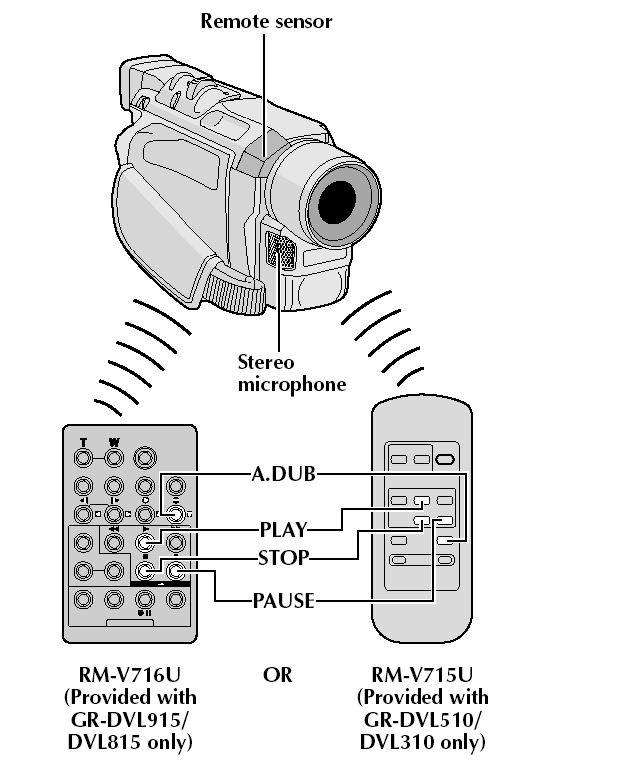 Remote sensor
Stereo
microphone
T W
A.DUB
PLAY
STOP
PAUSE
RM-V716U
(Provided with
GR-DVL915/
DVL815 only)
OR
RM-V715U
(Provided with
GR-DVL510/
DVL310 only)